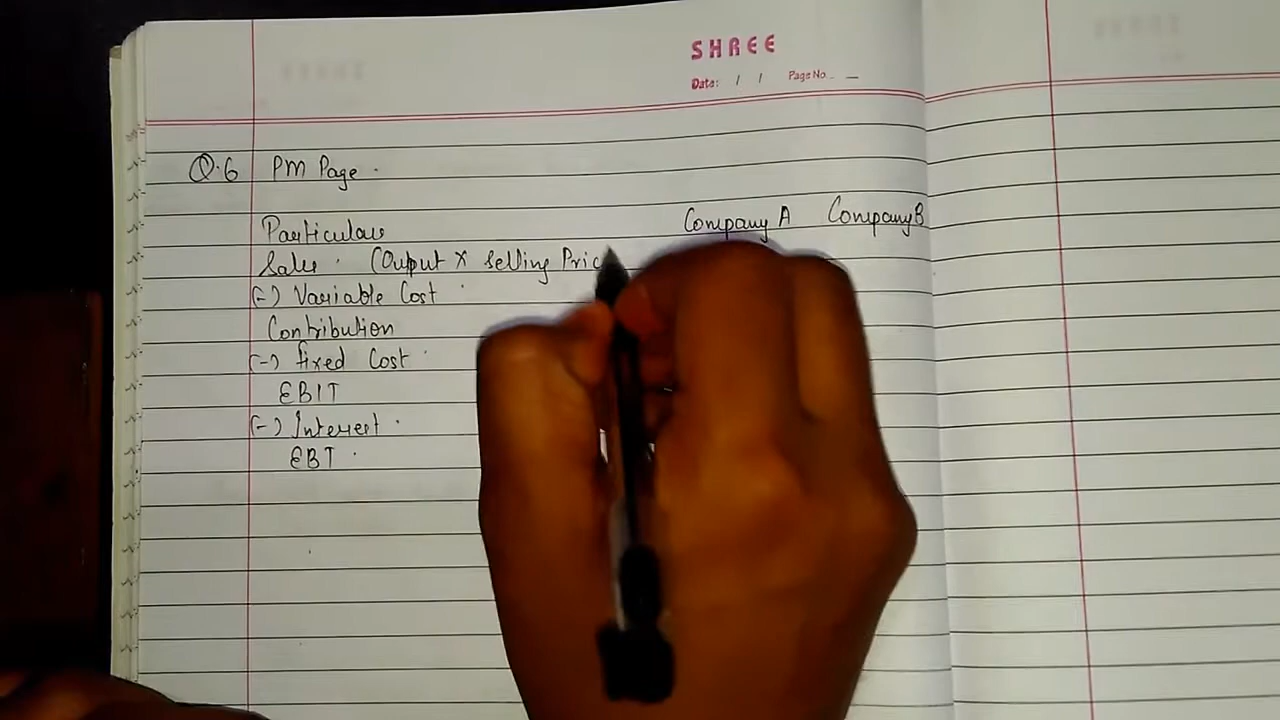 SHREE
Date: / / Page No. _
Q.6 PM Page.
Particulars Company A Company B
Sales. (Output x Selling Pric
(-) Variable Cost
Contribution
(-) fixed Cost
EBIT
(-) Interest.
EBT.